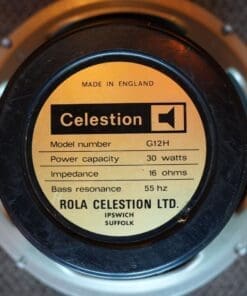 MADE IN ENGLAND
Celestion
Model number G12H
Power capacity 30 watts
Impedance 16 ohms
Bass resonance 55 hz
ROLA CELESTION LTD.
IPSWICH
SUFFOLK